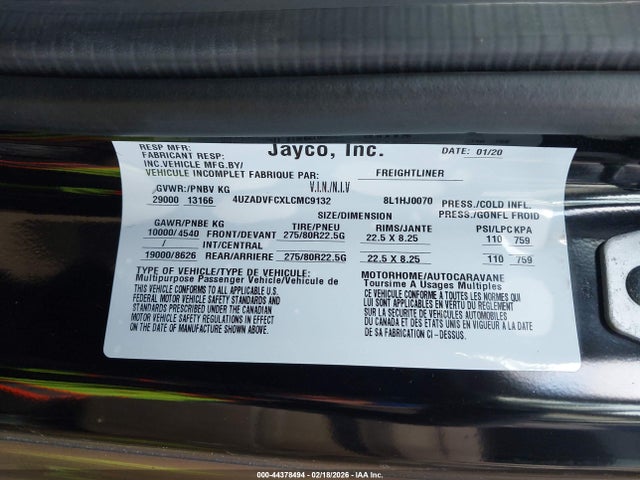 RESP MFR: Jayco, Inc. DATE: 01/20
FABRICANT RESP:
INC.VEHICLE MFG.BY/
VEHICULE INCOMPLET FABRIQUE PAR: FREIGHTLINER
GVWR:/PNBV KG V.I.N./N.I.V
29000 13166 4UZADVFCXLCMC9132 8L1HJ0070 PRESS./COLD INFL.
4UZADVFCXLCMC9132
DIMENSION PRESS./GONFL FROID
GAWR/PNBE KG TIRE/PNEU RIMS/JANTE PSI/LPC KPA
10000/4540 FRONT/DEVANT 275/80R22.5G 22.5 X 8.25 110 759
/ INT/CENTRAL
19000/8626 REAR/ARRIERE 275/80R22.5G 22.5 X 8.25 110 759
TYPE OF VEHICLE/TYPE DE VEHICULE: MOTORHOME/AUTOCARAVANE
Multipurpose Passenger Vehicle/Vehicule de Toursime A Usages Multiples
THIS VEHICLE CONFORMS TO ALL APPLICABLE U.S.
FEDERAL MOTOR VEHICLE SAFETY STANDARDS AND
STANDARDS PRESCRIBED UNDER THE CANADIAN
MOTOR VEHICLE SAFETY REGULATIONS IN EFFECT
ON THE DATE OF MANUFACTURE SHOWN ABOVE.
CE VEHICULE EST CONFORME A TOUTES LES NORMES QUI
LUI SONT APPLICABLES EN VERTU DU REGLEMENT
SUR LA SECURITE DE VEHICULES AUTOMOBILES
DU CANADA ET DES ETATS UNIS EN VIGUEUR A LA DATE
DE SA FABRICATION CI-DESSUS.
000-44378494 - 02/18/2026 - IAA Inc.